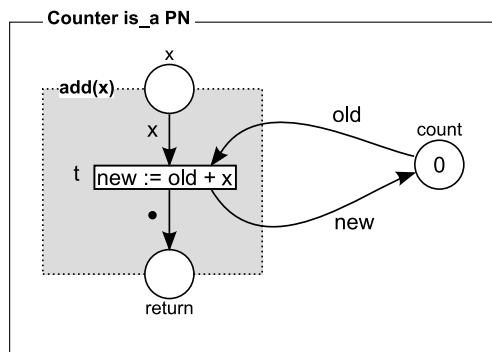 Counter is_a PN
x
add(x)
x
old
count
t
new := old + x
0
new
•
return